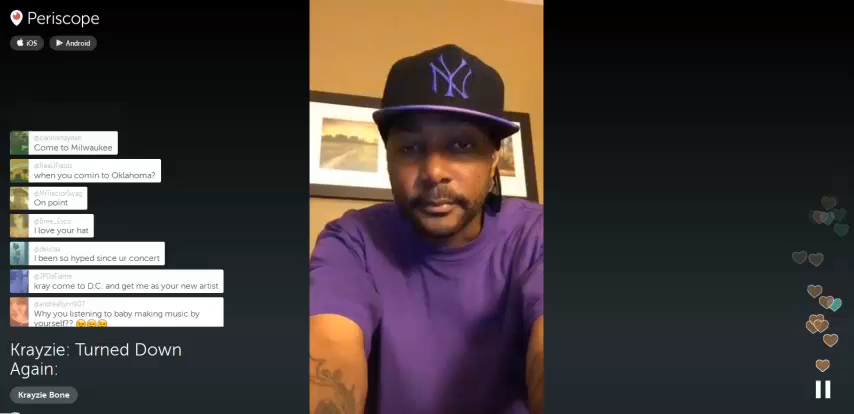 Periscope
iOS
Android
Come to Milwaukee
when you comin to Oklahoma?
On point
I love your hat
I been so hyped since ur concert
kray come to D.C. and get me as your new artist
Why you listening to baby making music by
yourself?? 😠😠😠
Krayzie: Turned Down
Again:
Krayzie Bone
NY